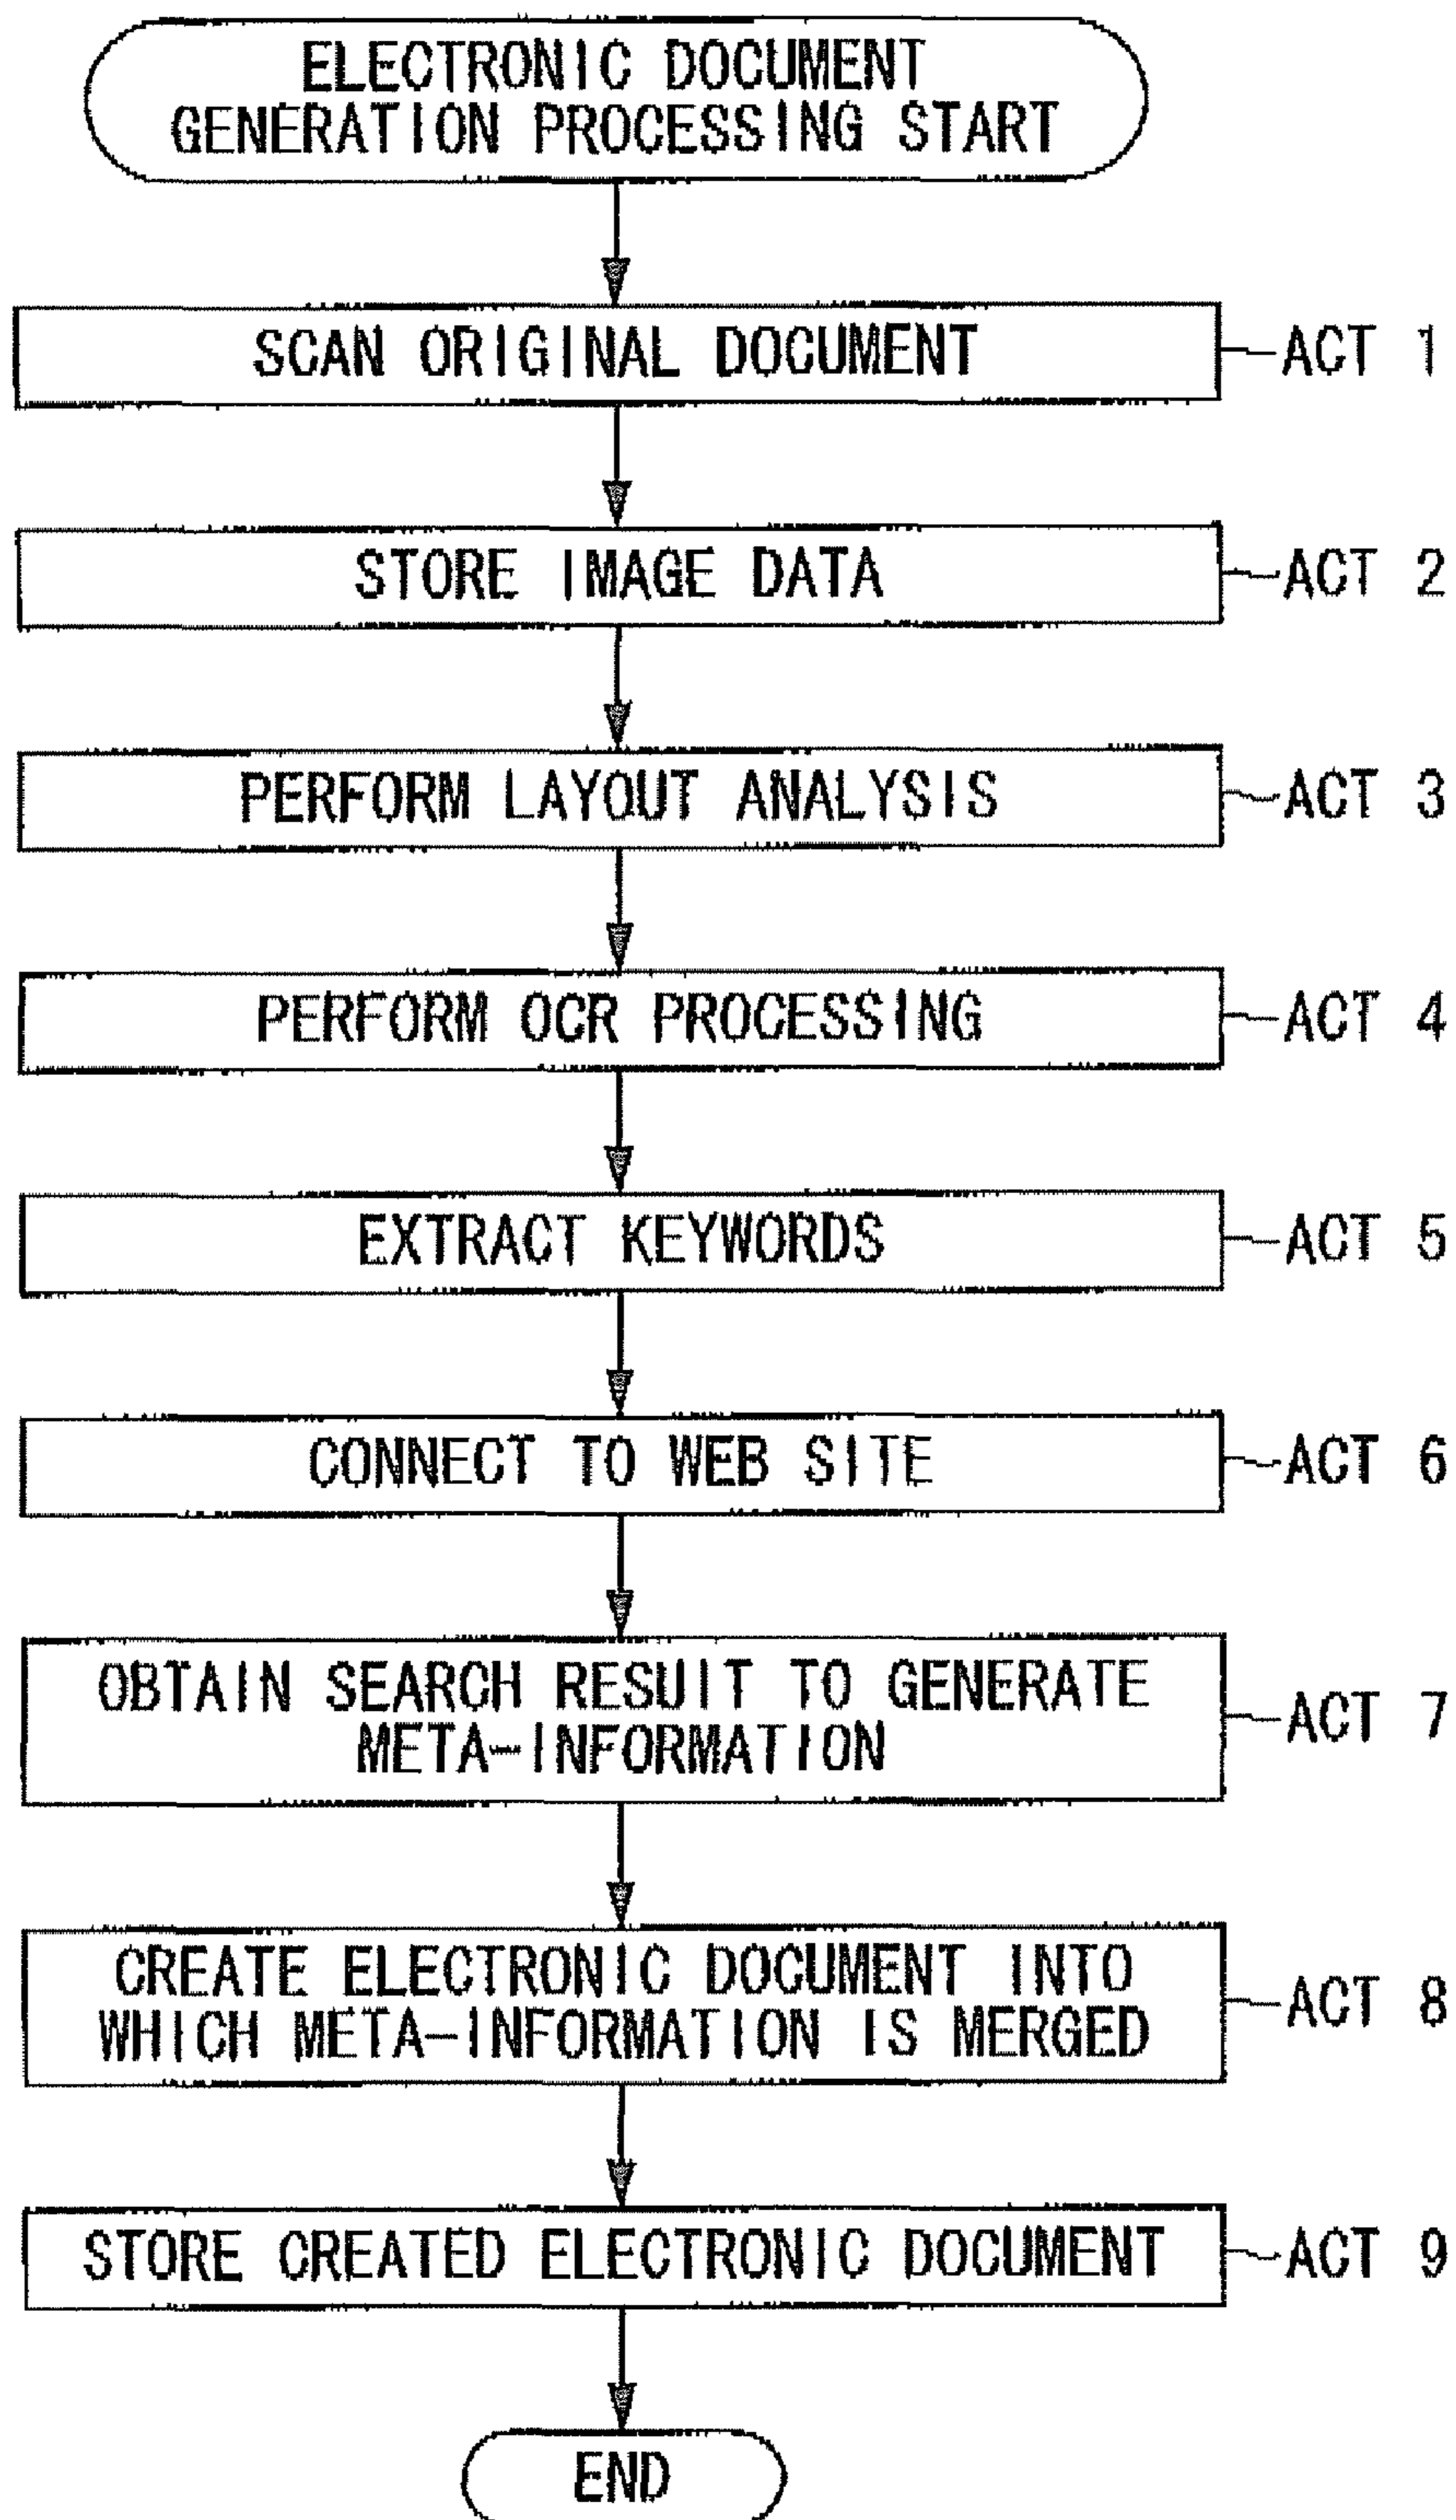 ELECTRONIC DOCUMENT
GENERATION PROCESSING START
SCAN ORIGINAL DOCUMENT
ACT 1
STORE IMAGE DATA
ACT 2
PERFORM LAYOUT ANALYSIS
ACT 3
PERFORM OCR PROCESSING
ACT 4
EXTRACT KEYWORDS
ACT 5
CONNECT TO WEB SITE
ACT 6
OBTAIN SEARCH RESUIT TO GENERATE
META-INFORMATION
ACT 7
CREATE ELECTRONIC DOCUMENT INTO
WHICH META-INFORMATION IS MERGED
ACT 8
STORE CREATED ELECTRONIC DOCUMENT
ACT 9
END